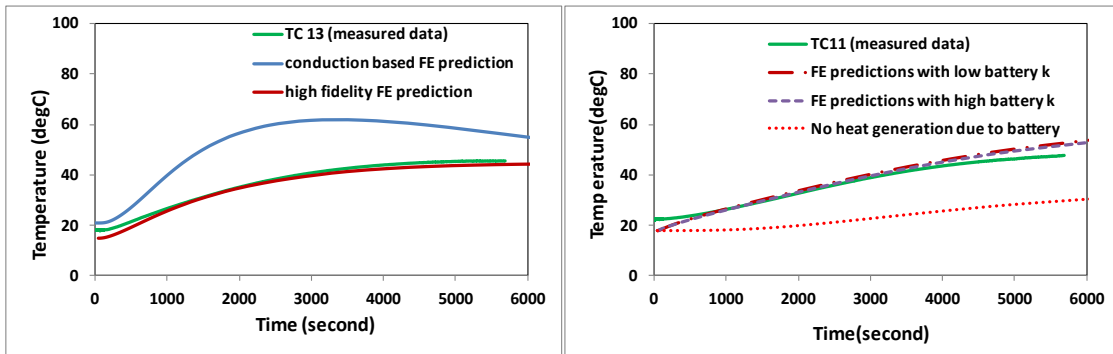 100
80
60
40
20
0
Temperature (degC)
TC 13 (measured data)
conduction based FE prediction
high fidelity FE prediction
0 1000 2000 3000 4000 5000 6000
Time (second)
100
80
60
40
20
0
Temp erature(degC)
TC11 (measured data)
FE predictions with low battery k
FE predictions with high battery k
No heat generation due to battery
0 1000 2000 3000 4000 5000 6000
Time(second)